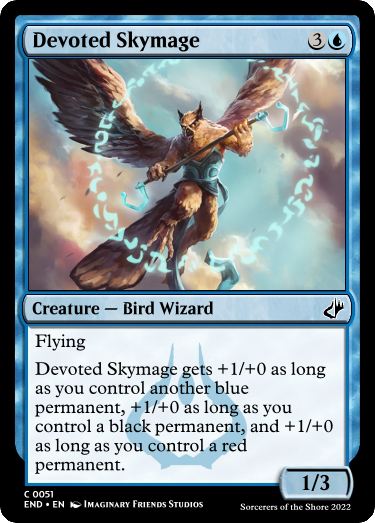 Devoted Skymage 3
Creature — Bird Wizard
Flying
Devoted Skymage gets +1/+0 as long
as you control another blue
permanent, +1/+0 as long as you
control a black permanent, and +1/+0
as long as you control a red
permanent.
1/3
C 0051
END • EN Imaginary Friends Studios
Sorcerers of the Shore 2022